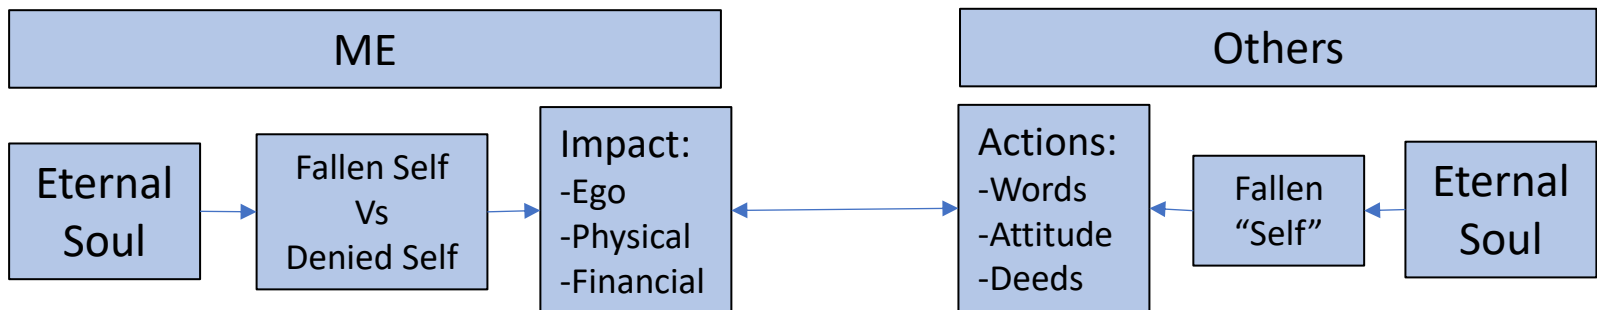 ME
Others
Eternal
Soul
Fallen Self
Vs
Denied Self
Impact:
-Ego
-Physical
-Financial
Actions:
-Words
-Attitude
-Deeds
Fallen
“Self”
Eternal
Soul